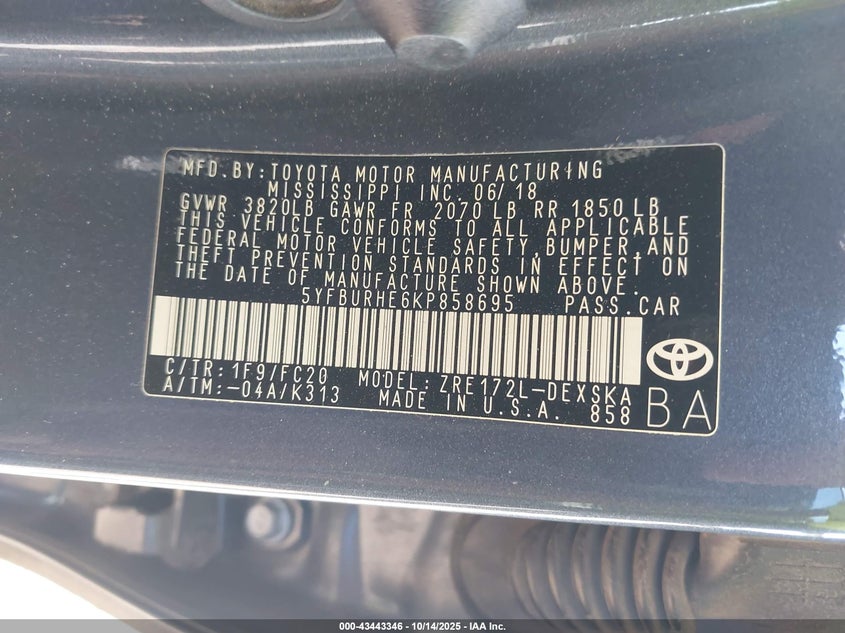 MFD. BY: TOYOTA MOTOR MANUFACTURING
MISSISSIPPI INC. 06/18
GVWR 3820LB GAWR FR 2070 LB RR 1850 LB
THIS VEHICLE CONFORMS TO ALL APPLICABLE
FEDERAL MOTOR VEHICLE SAFETY, BUMPER, AND
THEFT PREVENTION STANDARDS IN EFFECT ON
THE DATE OF MANUFACTURE SHOWN ABOVE.
5YFBURHE6KP858695 PASS. CAR
C/TR: 1F9/FC20 MODEL: ZRE172L-DEXSKA
A/TM: -04A/K313 MADE IN U.S.A. 858 BA
000-43443346 - 10/14/2025 - IAA Inc.